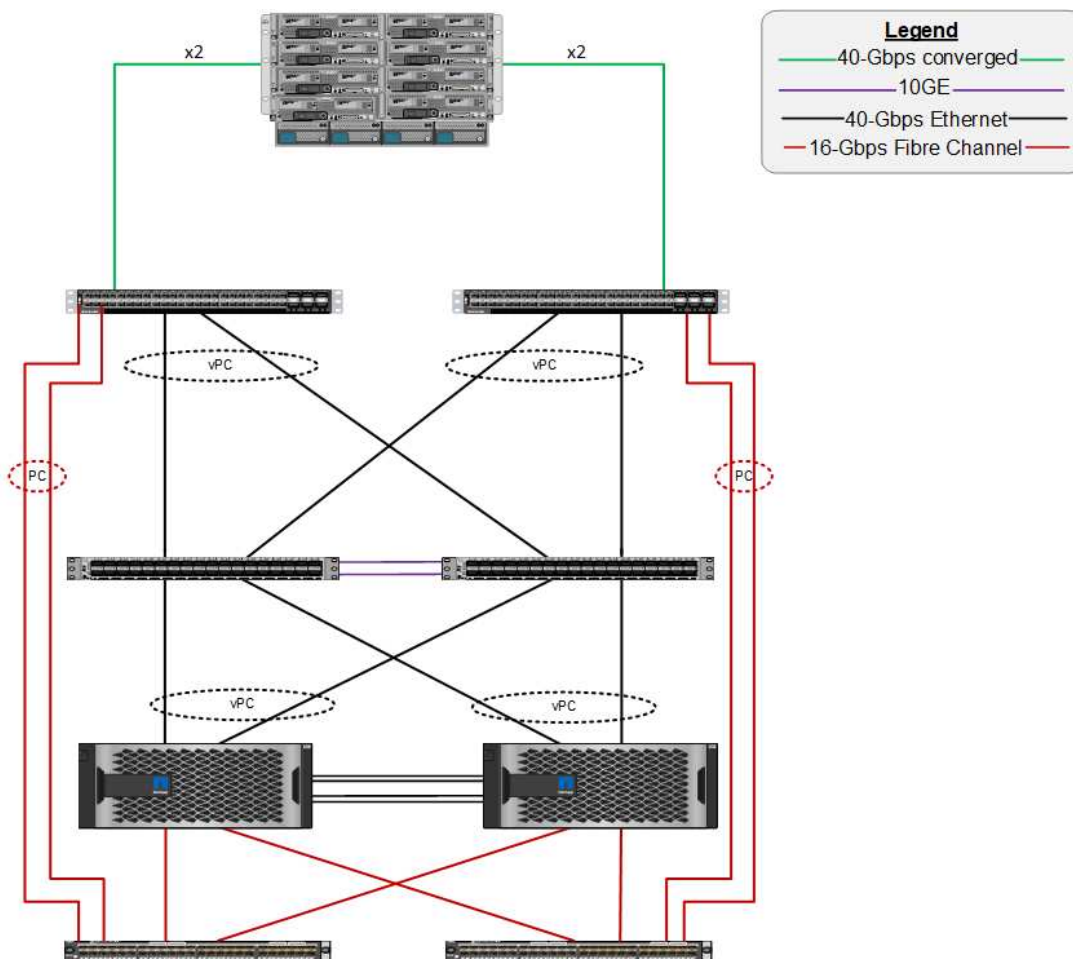 x2
x2
Legend
40-Gbps converged
10GE
40-Gbps Ethernet
16-Gbps Fibre Channel
vPC
vPC
PC
PC
vPC
vPC